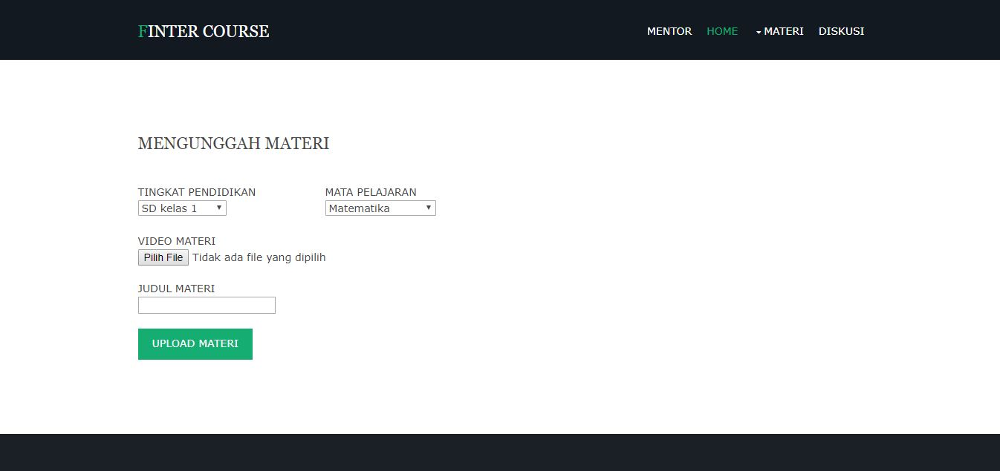 FINTER COURSE
MENTOR HOME MATERI DISKUSI
MENGUNGGAH MATERI
TINGKAT PENDIDIKAN MATA PELAJARAN
SD kelas 1 Matematika
VIDEO MATERI
Pilih File Tidak ada file yang dipilih
JUDUL MATERI
UPLOAD MATERI